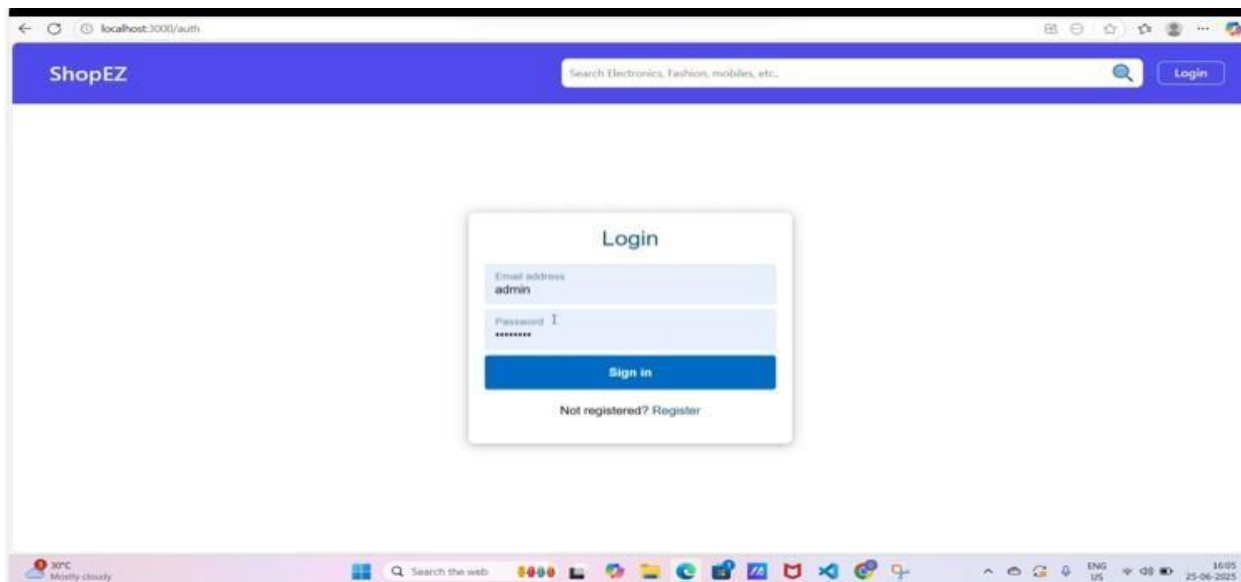 localhost:3000/auth
ShopEZ
Search Electronics, Fashion, mobiles, etc.,
Login
Login
Email address
admin
Password
••••••••
Sign in
Not registered? Register
30°C
Mostly cloudy
Search the web
ENG
US
16:05
25-06-2025